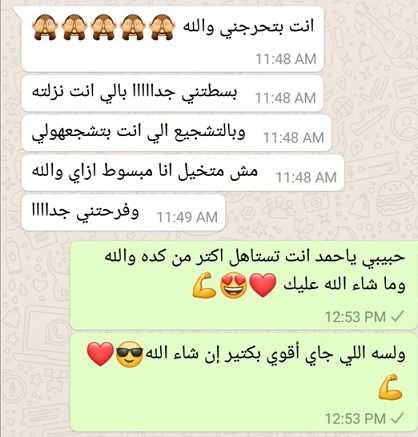 انت بتحرجني والله 🙈🙈🙈🙈🙈
11:48 AM
بسطتني جدااااا بالي انت نزلته
11:48 AM
وبالتشجيع الي انت بتشجعهولي
11:48 AM
مش متخيل انا مبسوط ازاي والله
11:48 AM
وفرحتني جداااا
11:49 AM
حبيبي ياحمد انت تستاهل اكتر من كده والله
وما شاء الله عليك ❤️😍💪
12:53 PM
ولسه اللي جاي أقوي بكتير إن شاء الله😎❤️
💪
12:53 PM